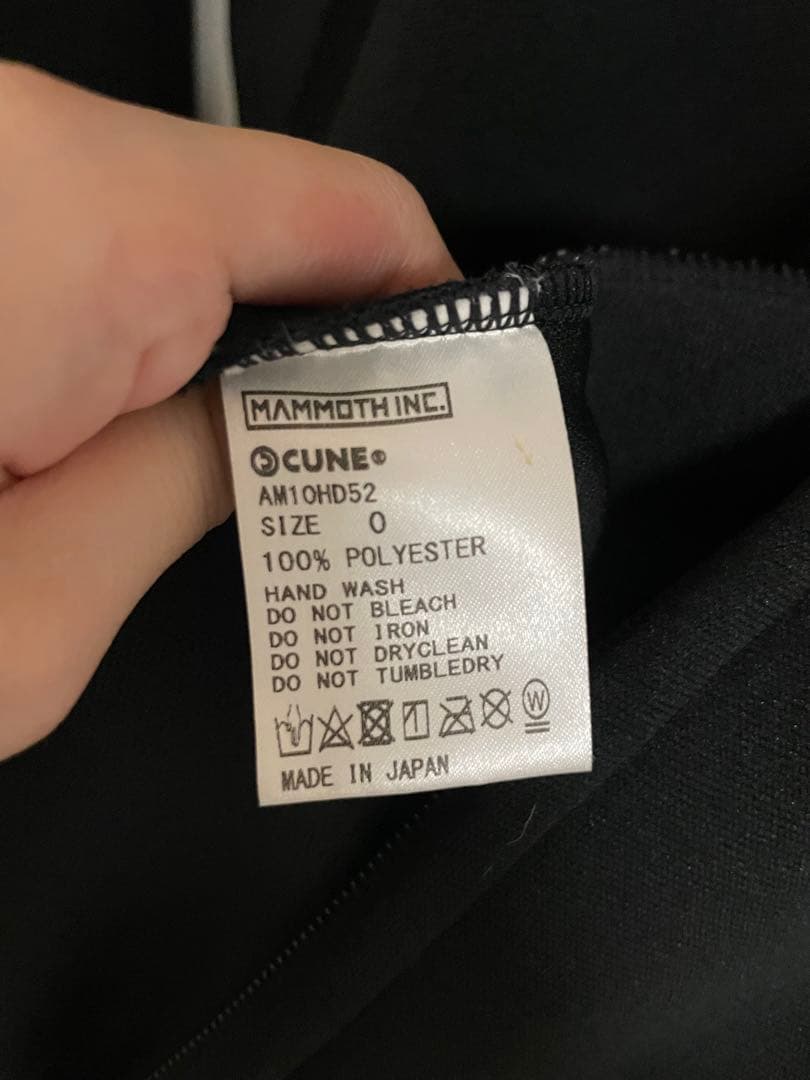 MAMMOTH INC.
CUNE®
AM10HD52
SIZE 0
100% POLYESTER
HAND WASH
DO NOT BLEACH
DO NOT IRON
DO NOT DRYCLEAN
DO NOT TUMBLEDRY
W
MADE IN JAPAN